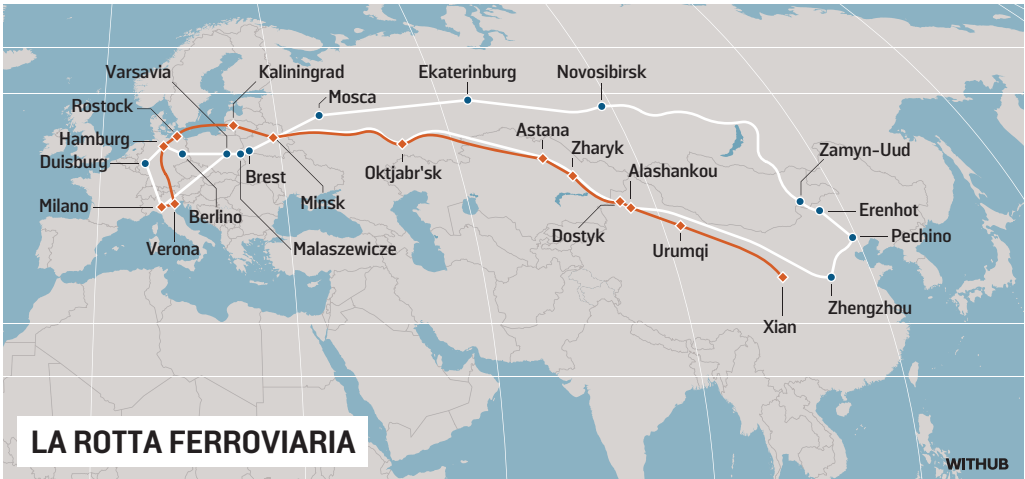 Varsavia
Kaliningrad
Ekaterinburg
Novosibirsk
Rostock
Mosca
Hamburg
Astana
Zharyk
Zamyn-Uud
Duisburg
Brest
Oktjabr'sk
Alashankou
Milano
Berlino
Minsk
Erenhot
Dostyk
Pechino
Verona
Malaszewicze
Urumqi
Zhengzhou
Xian
LA ROTTA FERROVIARIA
WITHUB